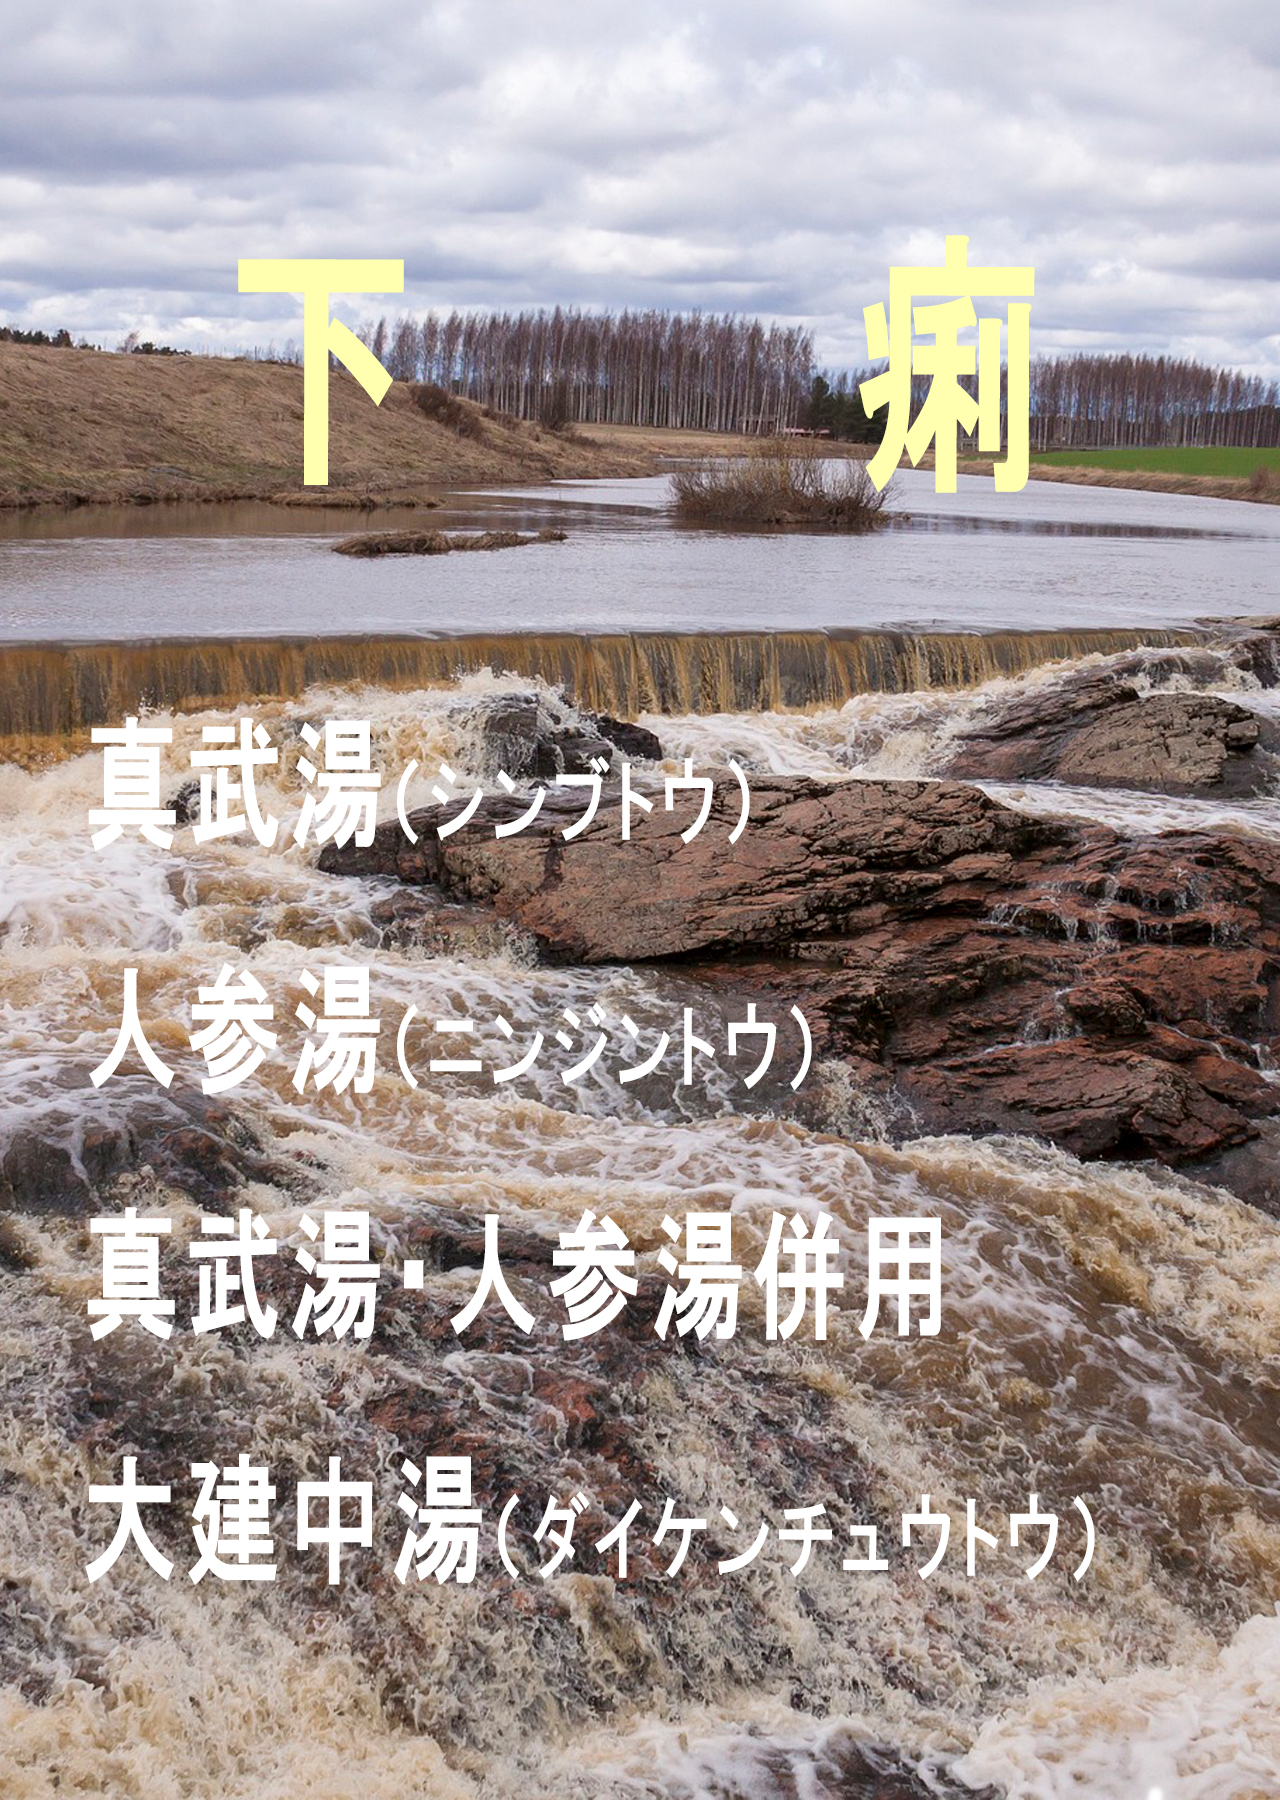 下　痢
真武湯（シンブトウ）
人参湯（ニンジントウ）
真武湯・人参湯併用
大建中湯（ダイケンチュウトウ）